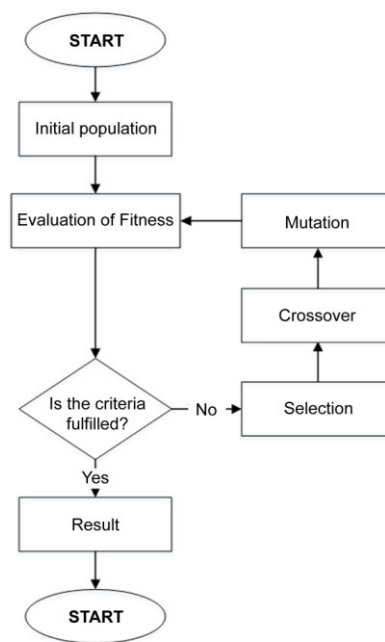 START
Initial population
Evaluation of Fitness
Mutation
Crossover
Is the criteria
fulfilled?
No
Selection
Yes
Result
START